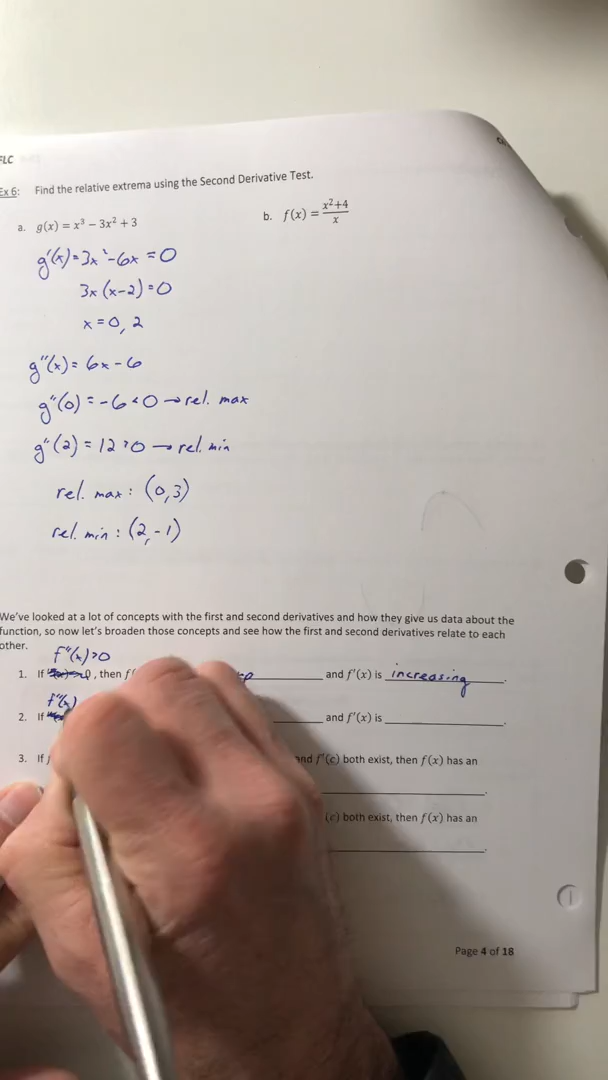 FLC
Ex 6: Find the relative extrema using the Second Derivative Test.
a. g(x) = x³ − 3x² + 3
b. f(x) = x²+4 / x
g'(x) = 3x² - 6x = 0
3x (x-2) = 0
x = 0, 2
g"(x) = 6x - 6
g"(0) = -6 < 0 → rel. max
g"(2) = 12 > 0 → rel. min
rel. max : (0,3)
rel. min : (2,-1)
We've looked at a lot of concepts with the first and second derivatives and how they give us data about the
function, so now let's broaden those concepts and see how the first and second derivatives relate to each
other.
f"(x)>0
1. If , then f and f'(x) is increasing.
f"(x)
2. If and f'(x) is
3. If and f'(c) both exist, then f(x) has an
(c) both exist, then f(x) has an
Page 4 of 18